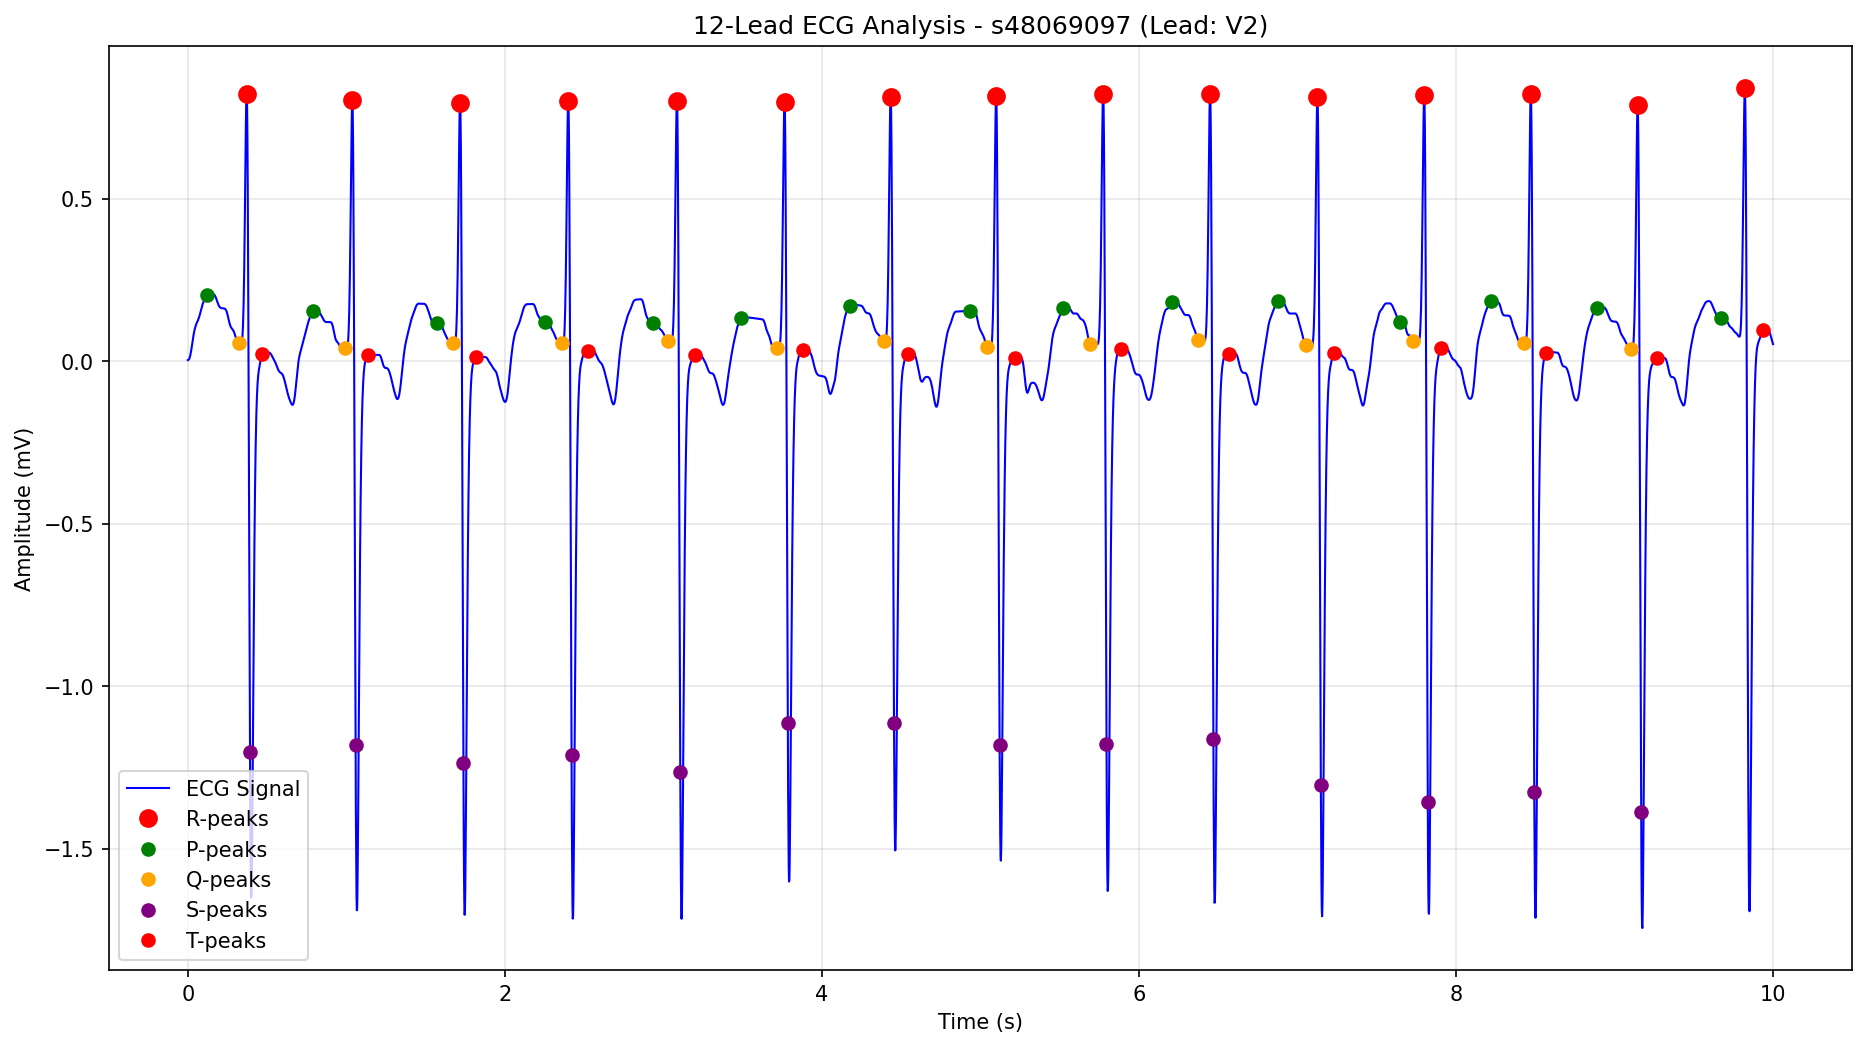 12-Lead ECG Analysis - s48069097 (Lead: V2)
Amplitude (mV)
0.5
0.0
−0.5
−1.0
−1.5
ECG Signal
R-peaks
P-peaks
Q-peaks
S-peaks
T-peaks
0
2
4
6
8
10
Time (s)